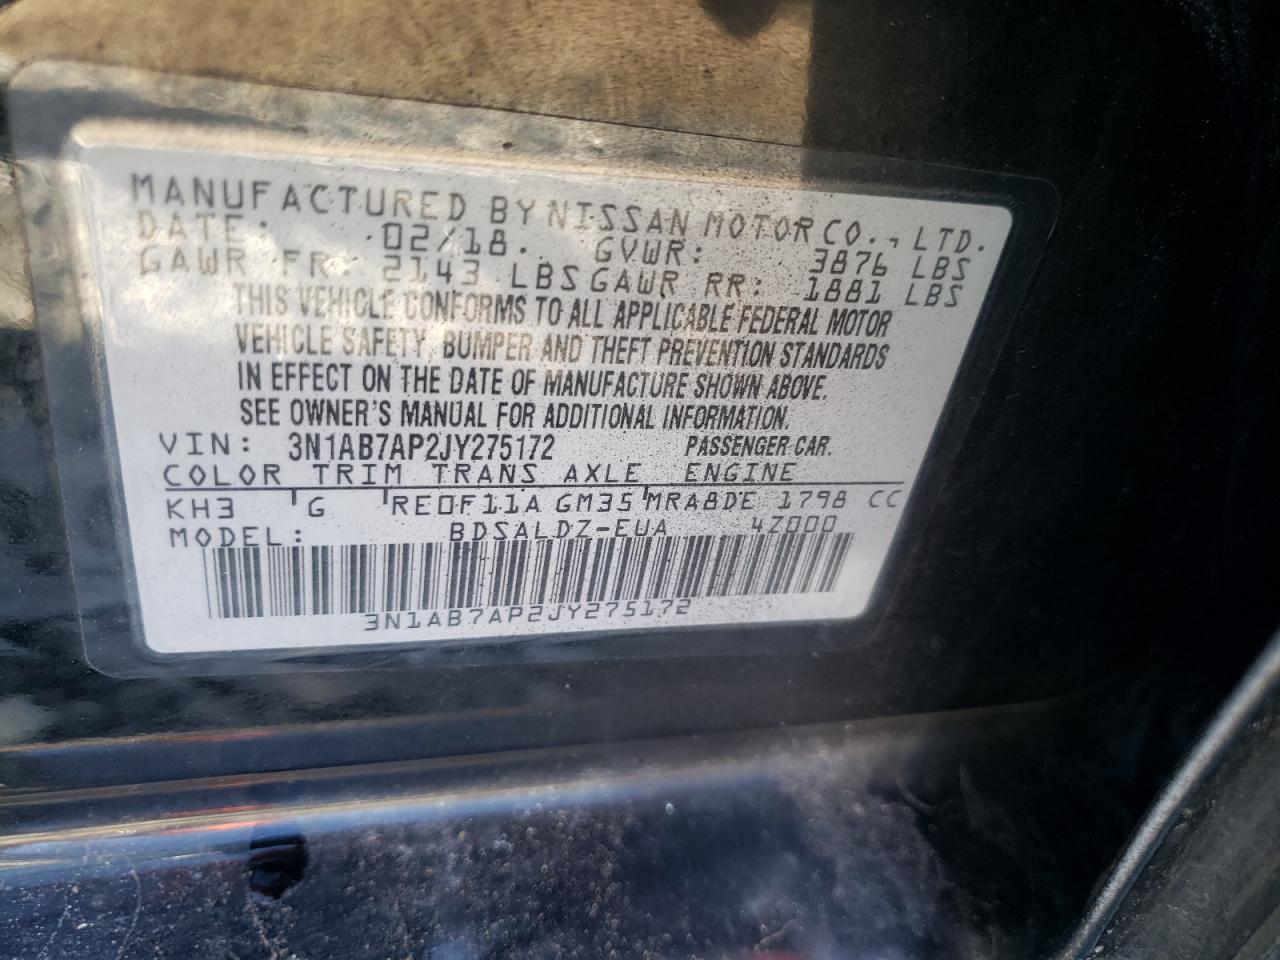 MANUFACTURED BY NISSAN MOTOR CO., LTD.
DATE: 02/18. GVWR: 3876 LBS
GAWR FR: 2143 LBS GAWR RR: 1881 LBS
THIS VEHICLE CONFORMS TO ALL APPLICABLE FEDERAL MOTOR
VEHICLE SAFETY, BUMPER AND THEFT PREVENTION STANDARDS
IN EFFECT ON THE DATE OF MANUFACTURE SHOWN ABOVE.
SEE OWNER'S MANUAL FOR ADDITIONAL INFORMATION.
VIN: 3N1AB7AP2JY275172 PASSENGER CAR.
COLOR TRIM TRANS AXLE ENGINE
KH3 G RE0F11A GM35 MRA8DE 1798 CC
MODEL: BDSALDZ-EUA 4Z000
3N1AB7AP2JY275172